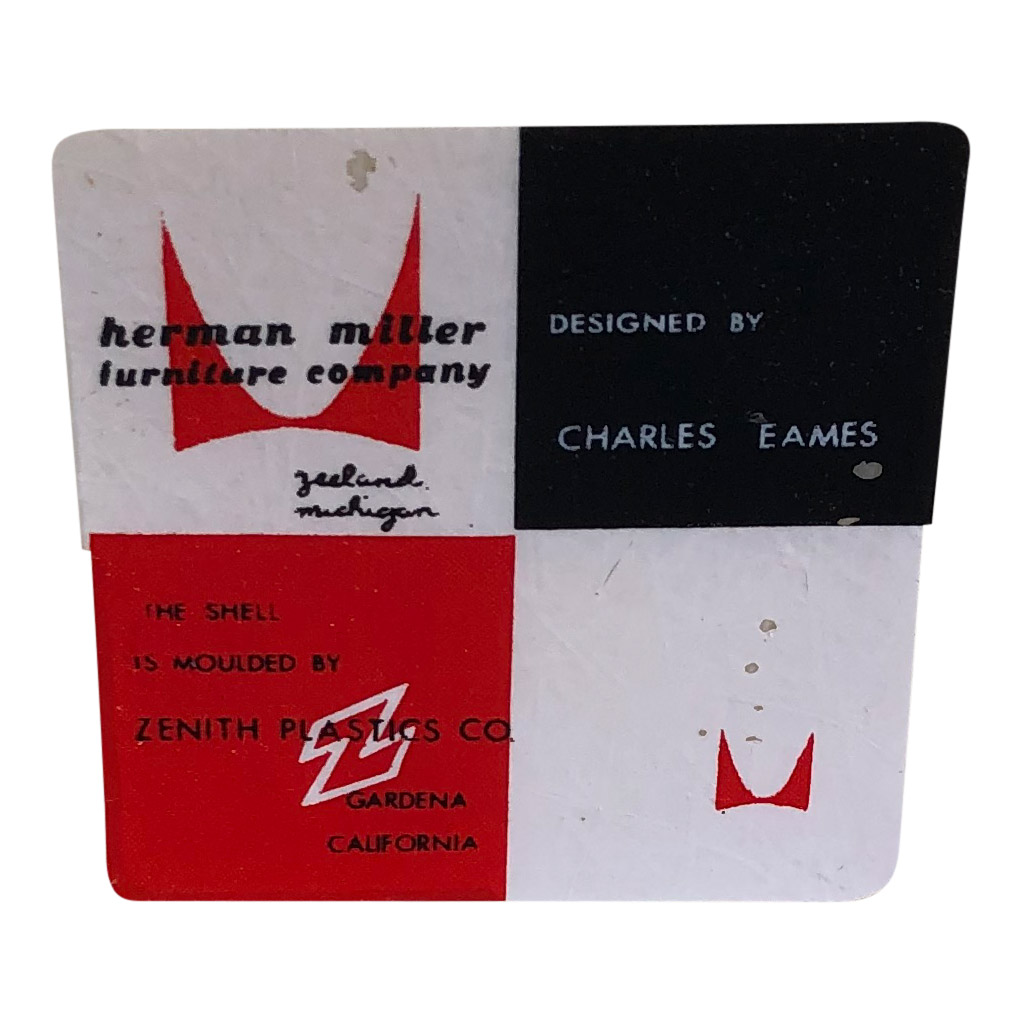 herman miller
furniture company
zeeland
michigan
DESIGNED BY
CHARLES EAMES
THE SHELL
IS MOULDED BY
ZENITH PLASTICS CO.
GARDENA
CALIFORNIA